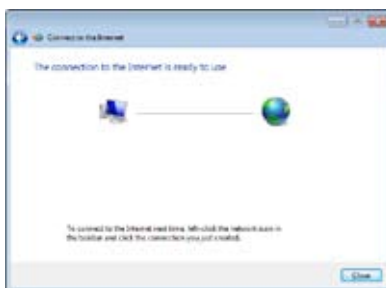 Connect to the Internet
The connection to the Internet is ready to use
To connect to the Internet next time, left-click the network icon in
the taskbar and click the connection you just created.
Close